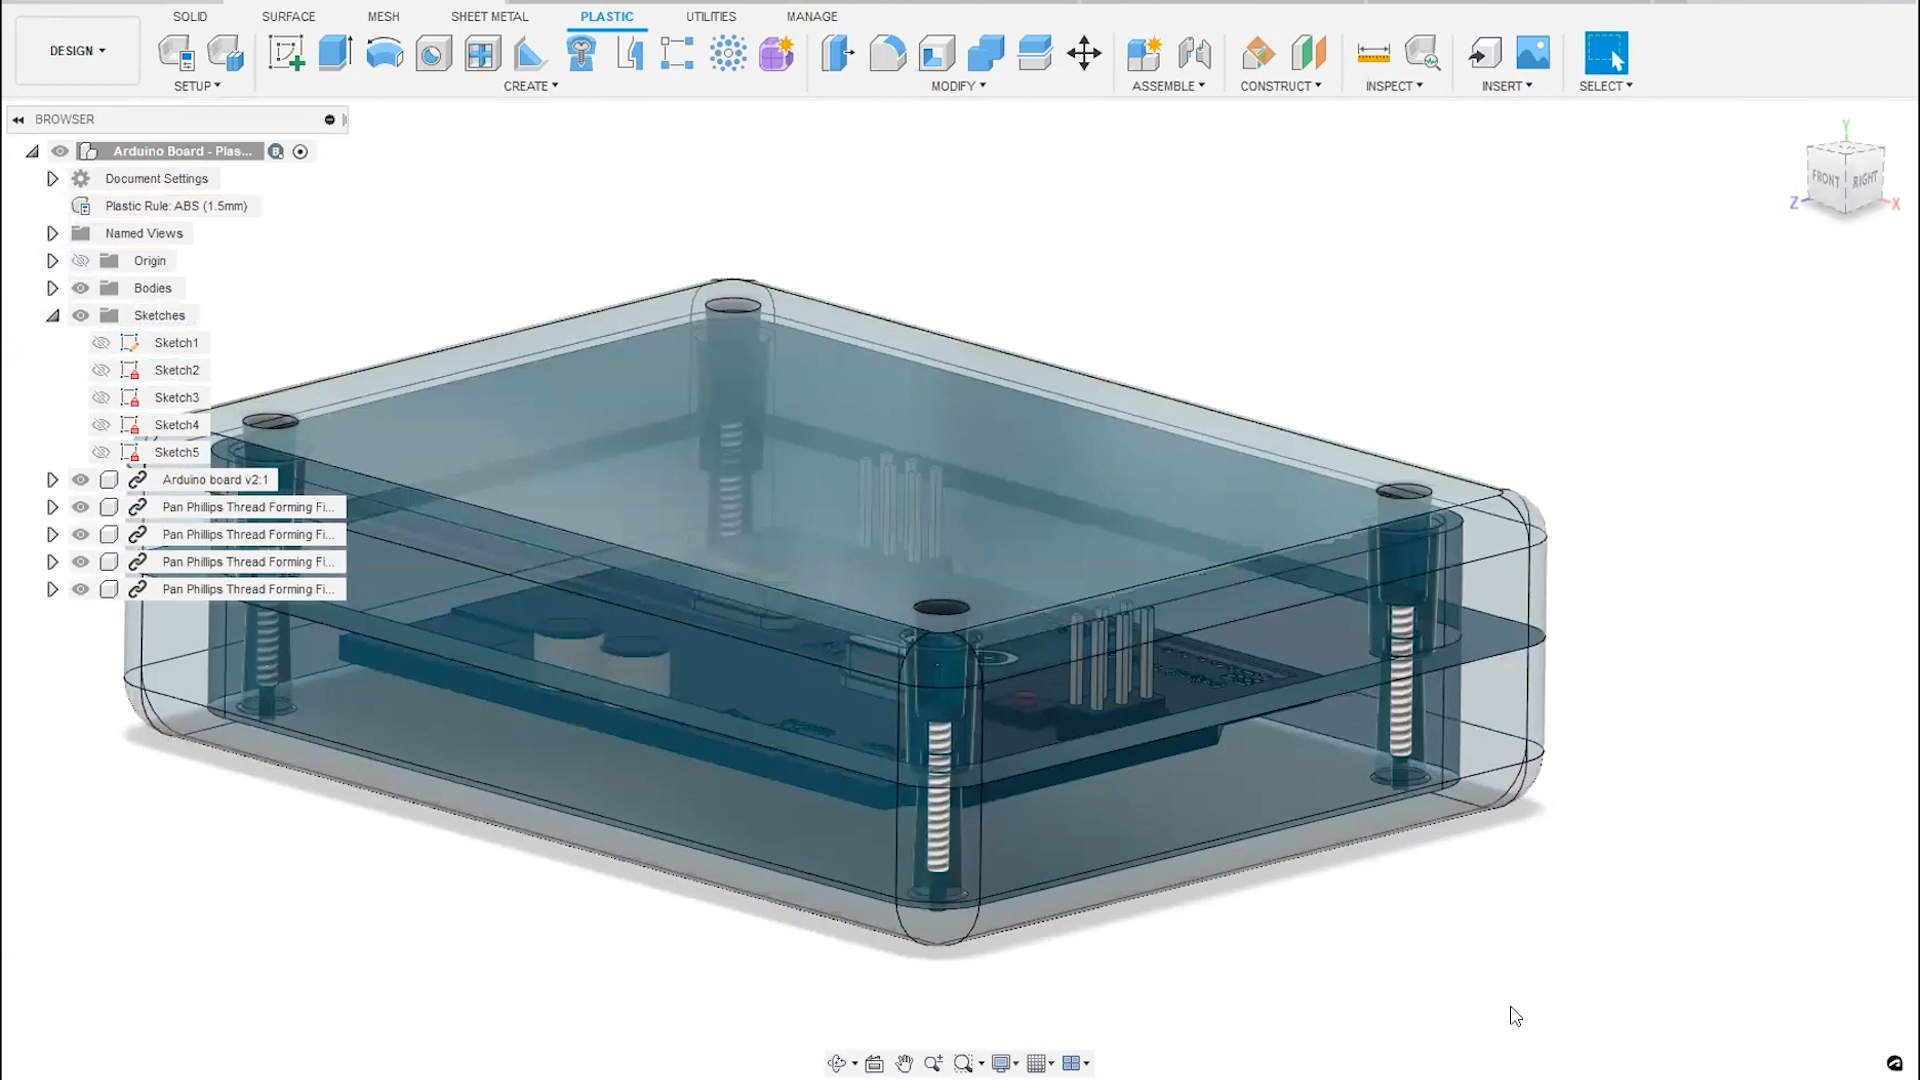 SOLID SURFACE MESH SHEET METAL PLASTIC UTILITIES MANAGE
DESIGN
SETUP CREATE MODIFY ASSEMBLE CONSTRUCT INSPECT INSERT SELECT
BROWSER
Arduino Board - Plas...
Document Settings
Plastic Rule: ABS (1.5mm)
Named Views
Origin
Bodies
Sketches
Sketch1
Sketch2
Sketch3
Sketch4
Sketch5
Arduino board v2:1
Pan Phillips Thread Forming Fi...
Pan Phillips Thread Forming Fi...
Pan Phillips Thread Forming Fi...
Pan Phillips Thread Forming Fi...
Y
FRONT RIGHT
Z X